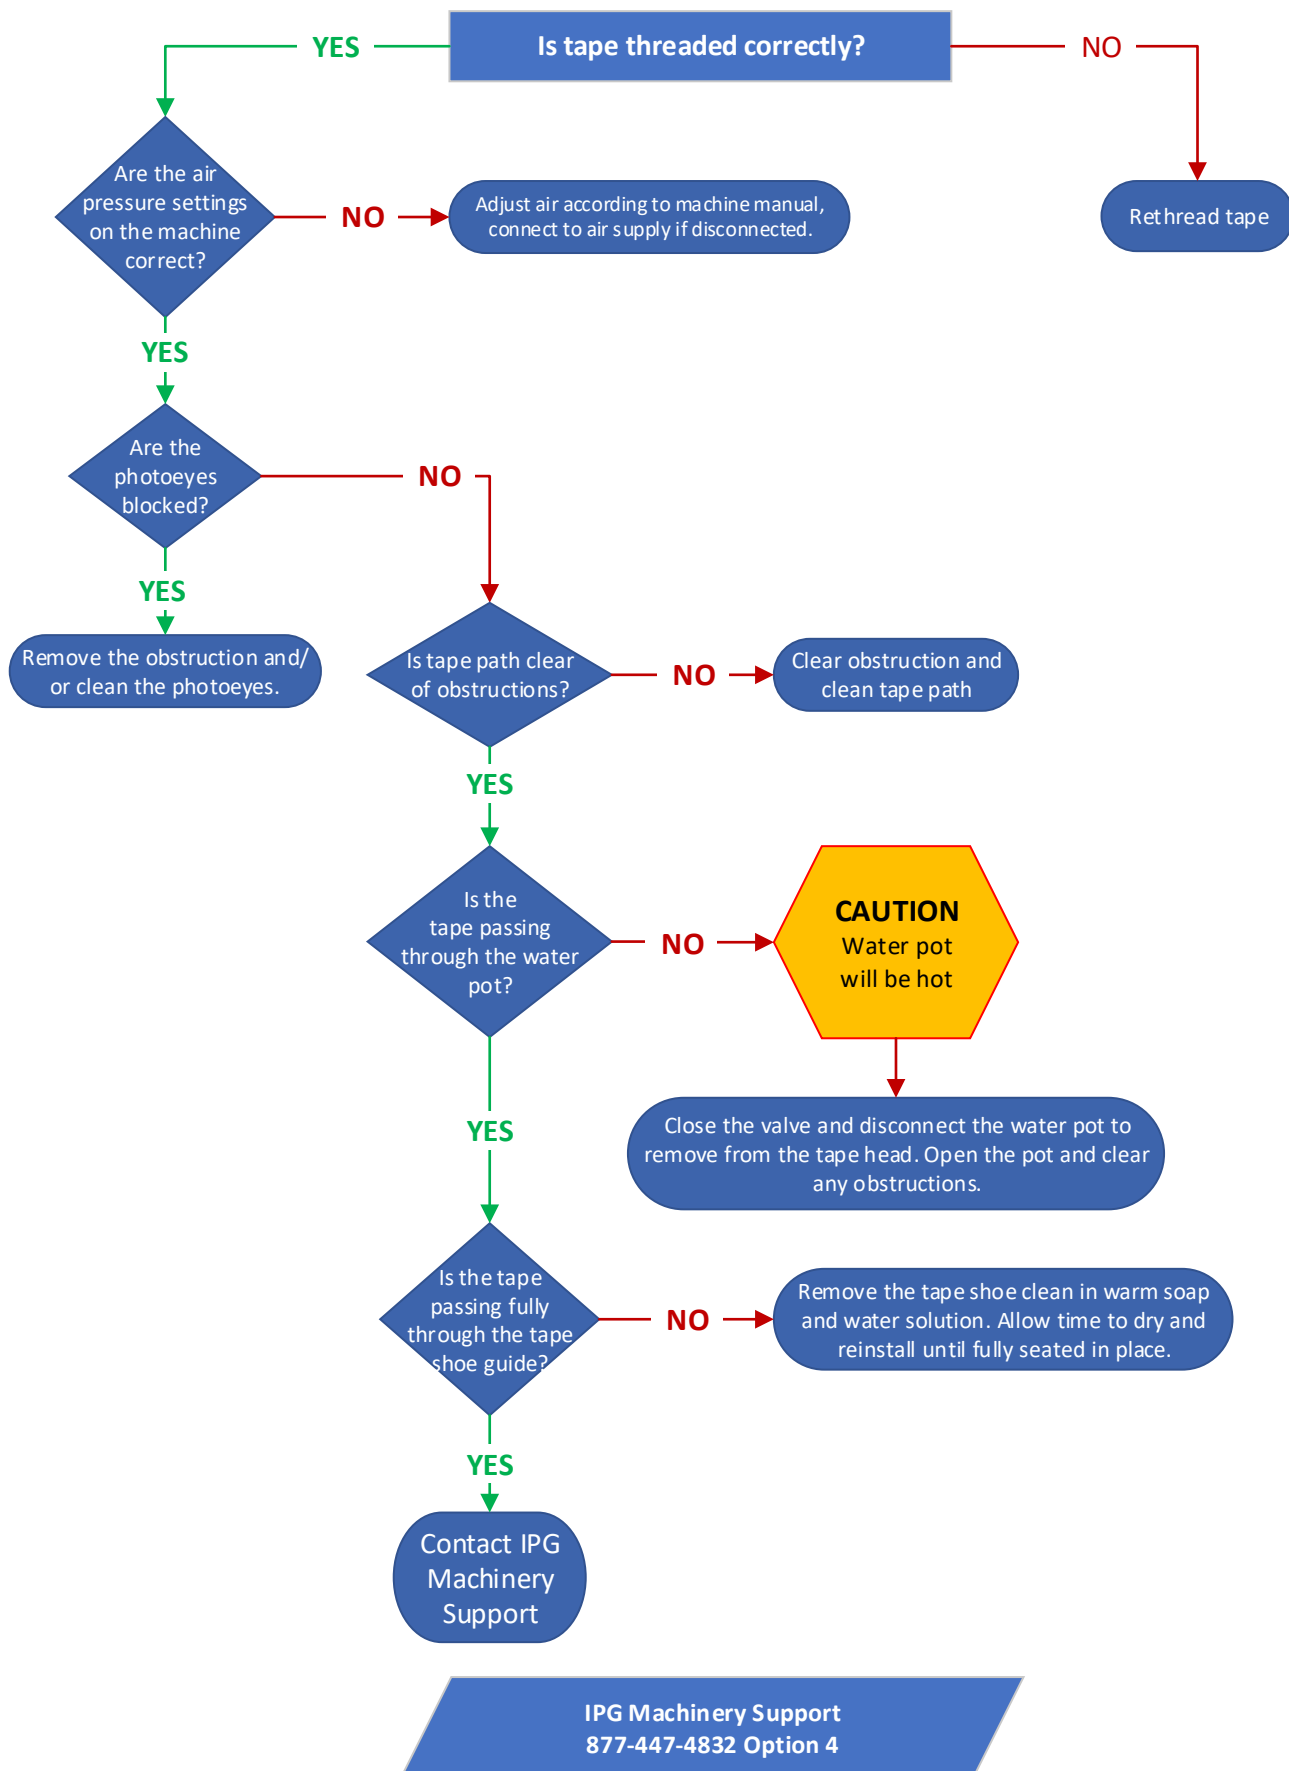 Is tape threaded correctly?
YES
NO
Are the air
pressure settings
on the machine
correct?
NO
Adjust air according to machine manual,
connect to air supply if disconnected.
Rethread tape
YES
Are the
photoeyes
blocked?
NO
YES
Remove the obstruction and/
or clean the photoeyes.
Is tape path clear
of obstructions?
NO
Clear obstruction and
clean tape path
YES
Is the
tape passing
through the water
pot?
NO
CAUTION
Water pot
will be hot
Close the valve and disconnect the water pot to
remove from the tape head. Open the pot and clear
any obstructions.
YES
Is the tape
passing fully
through the tape
shoe guide?
NO
Remove the tape shoe clean in warm soap
and water solution. Allow time to dry and
reinstall until fully seated in place.
YES
Contact IPG
Machinery
Support
IPG Machinery Support
877-447-4832 Option 4